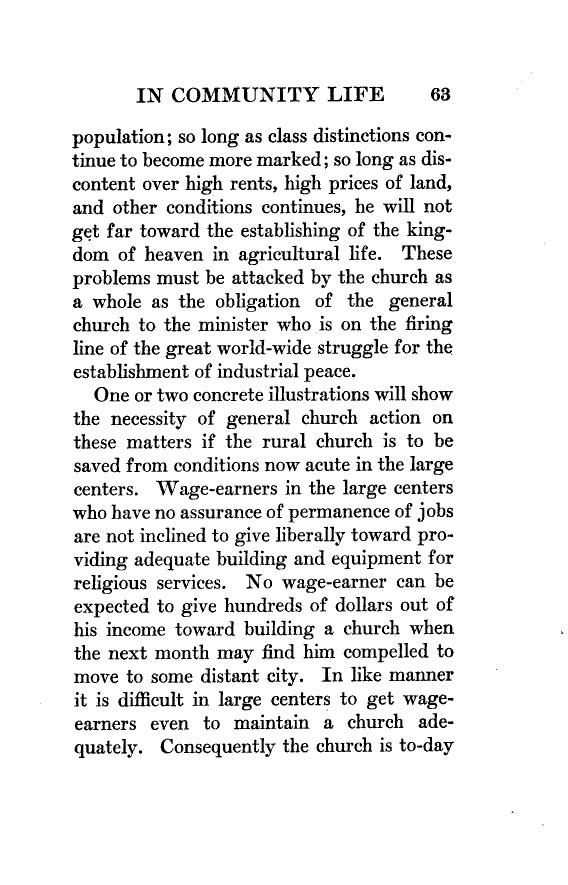 IN COMMUNITY LIFE 63
population; so long as class distinctions con-
tinue to become more marked; so long as dis-
content over high rents, high prices of land,
and other conditions continues, he will not
get far toward the establishing of the king-
dom of heaven in agricultural life. These
problems must be attacked by the church as
a whole as the obligation of the general
church to the minister who is on the firing
line of the great world-wide struggle for the
establishment of industrial peace.
One or two concrete illustrations will show
the necessity of general church action on
these matters if the rural church is to be
saved from conditions now acute in the large
centers. Wage-earners in the large centers
who have no assurance of permanence of jobs
are not inclined to give liberally toward pro-
viding adequate building and equipment for
religious services. No wage-earner can be
expected to give hundreds of dollars out of
his income toward building a church when
the next month may find him compelled to
move to some distant city. In like manner
it is difficult in large centers to get wage-
earners even to maintain a church ade-
quately. Consequently the church is to-day